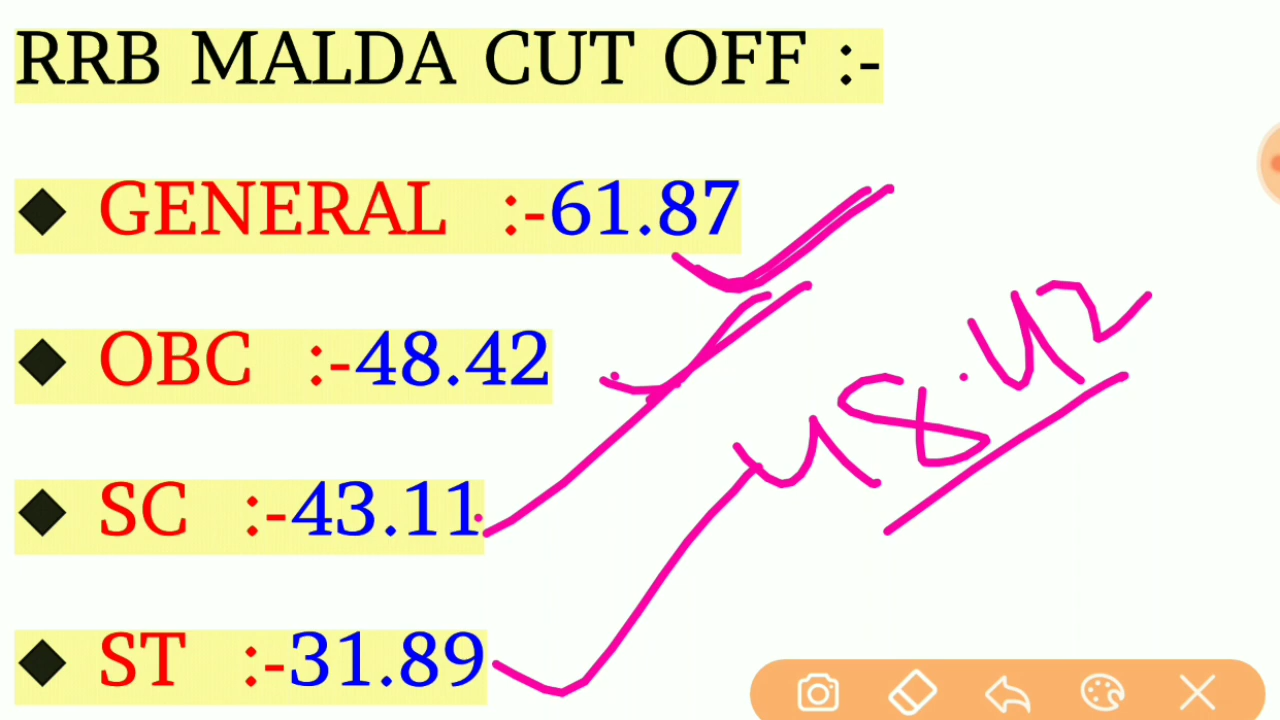 RRB MALDA CUT OFF :-
◆ GENERAL :-61.87
◆ OBC :-48.42
48.42
◆ SC :-43.11
◆ ST :-31.89